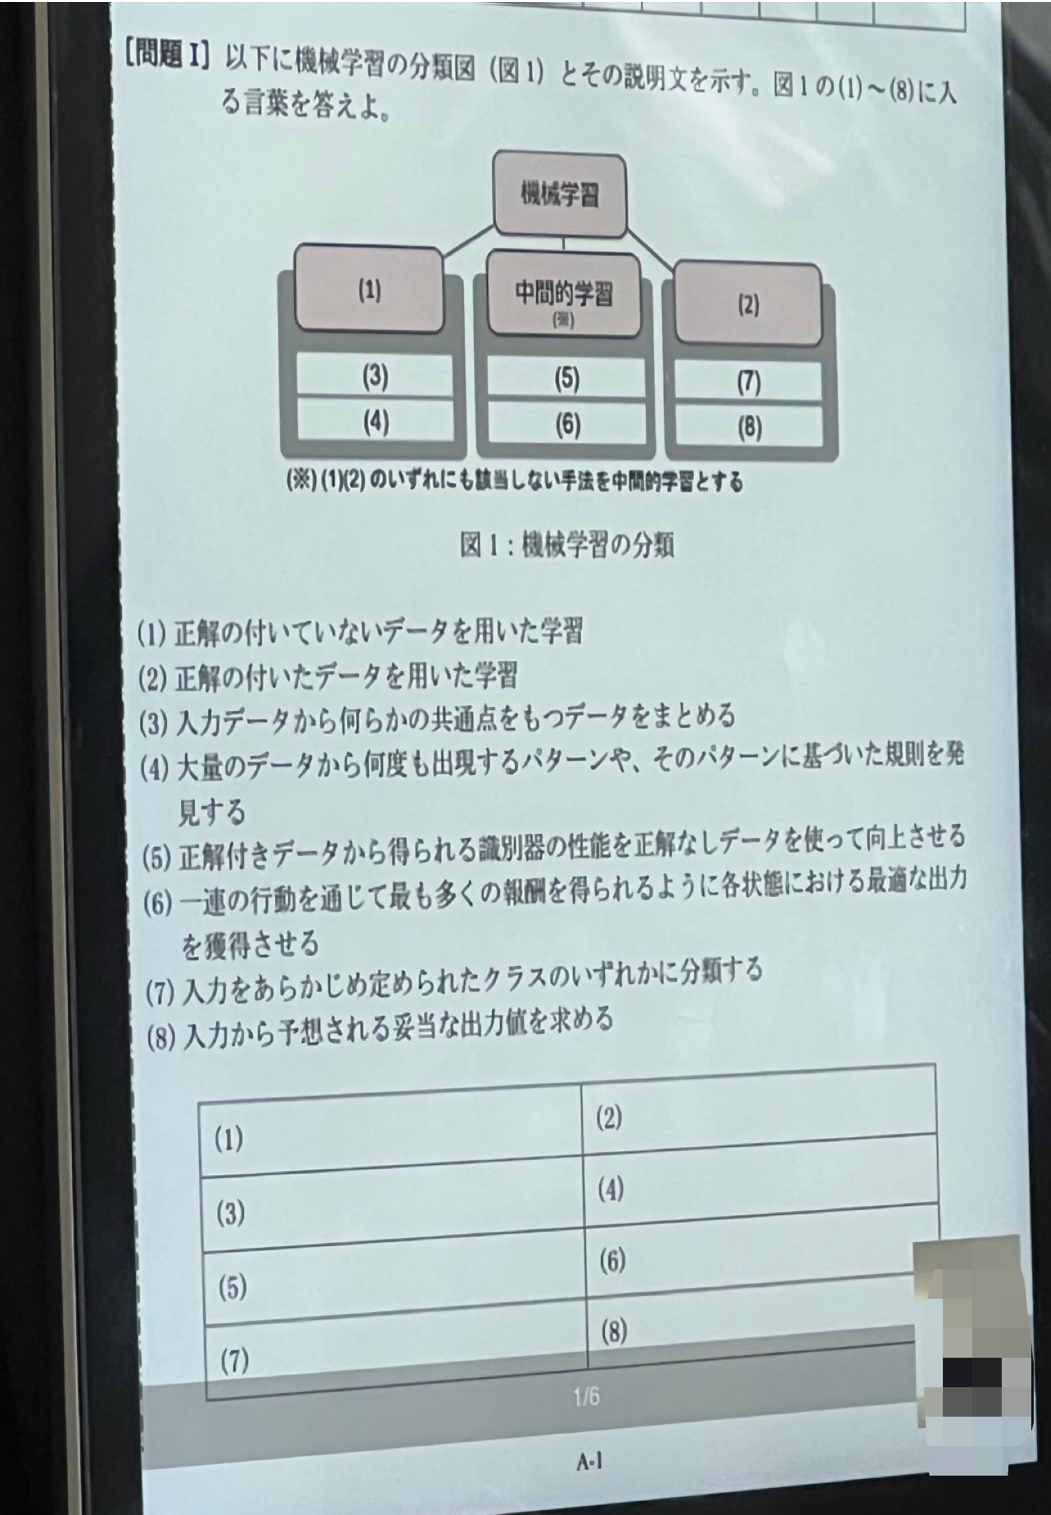 [問題 I] 以下に機械学習の分類図（図 1）とその説明文を示す。図 1 の(1)～(8)に入
る言葉を答えよ。
機械学習
(1)
中間的学習
(※)
(2)
(3)
(5)
(7)
(4)
(6)
(8)
(※) (1)(2) のいずれにも該当しない手法を中間的学習とする
図 1 : 機械学習の分類
(1) 正解の付いていないデータを用いた学習
(2) 正解の付いたデータを用いた学習
(3) 入力データから何らかの共通点をもつデータをまとめる
(4) 大量のデータから何度も出現するパターンや、そのパターンに基づいた規則を発
見する
(5) 正解付きデータから得られる識別器の性能を正解なしデータを使って向上させる
(6) 一連の行動を通じて最も多くの報酬を得られるように各状態における最適な出力
を獲得させる
(7) 入力をあらかじめ定められたクラスのいずれかに分類する
(8) 入力から予想される妥当な出力値を求める
(1)
(2)
(3)
(4)
(5)
(6)
(7)
(8)
1/6
A-1